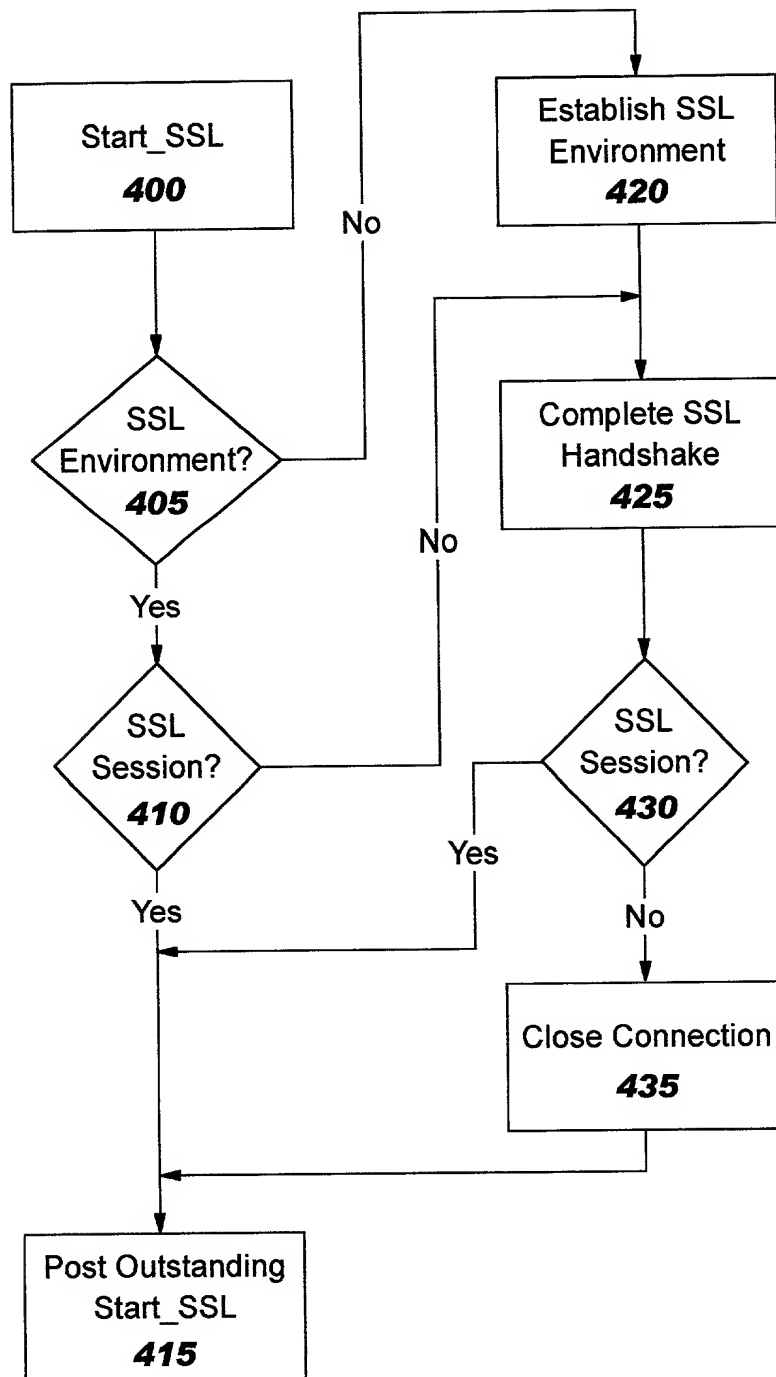 Start_SSL
400
No
Establish SSL
Environment
420
SSL
Environment?
405
Yes
No
Complete SSL
Handshake
425
SSL
Session?
410
Yes
SSL
Session?
430
Yes
No
Close Connection
435
Post Outstanding
Start_SSL
415